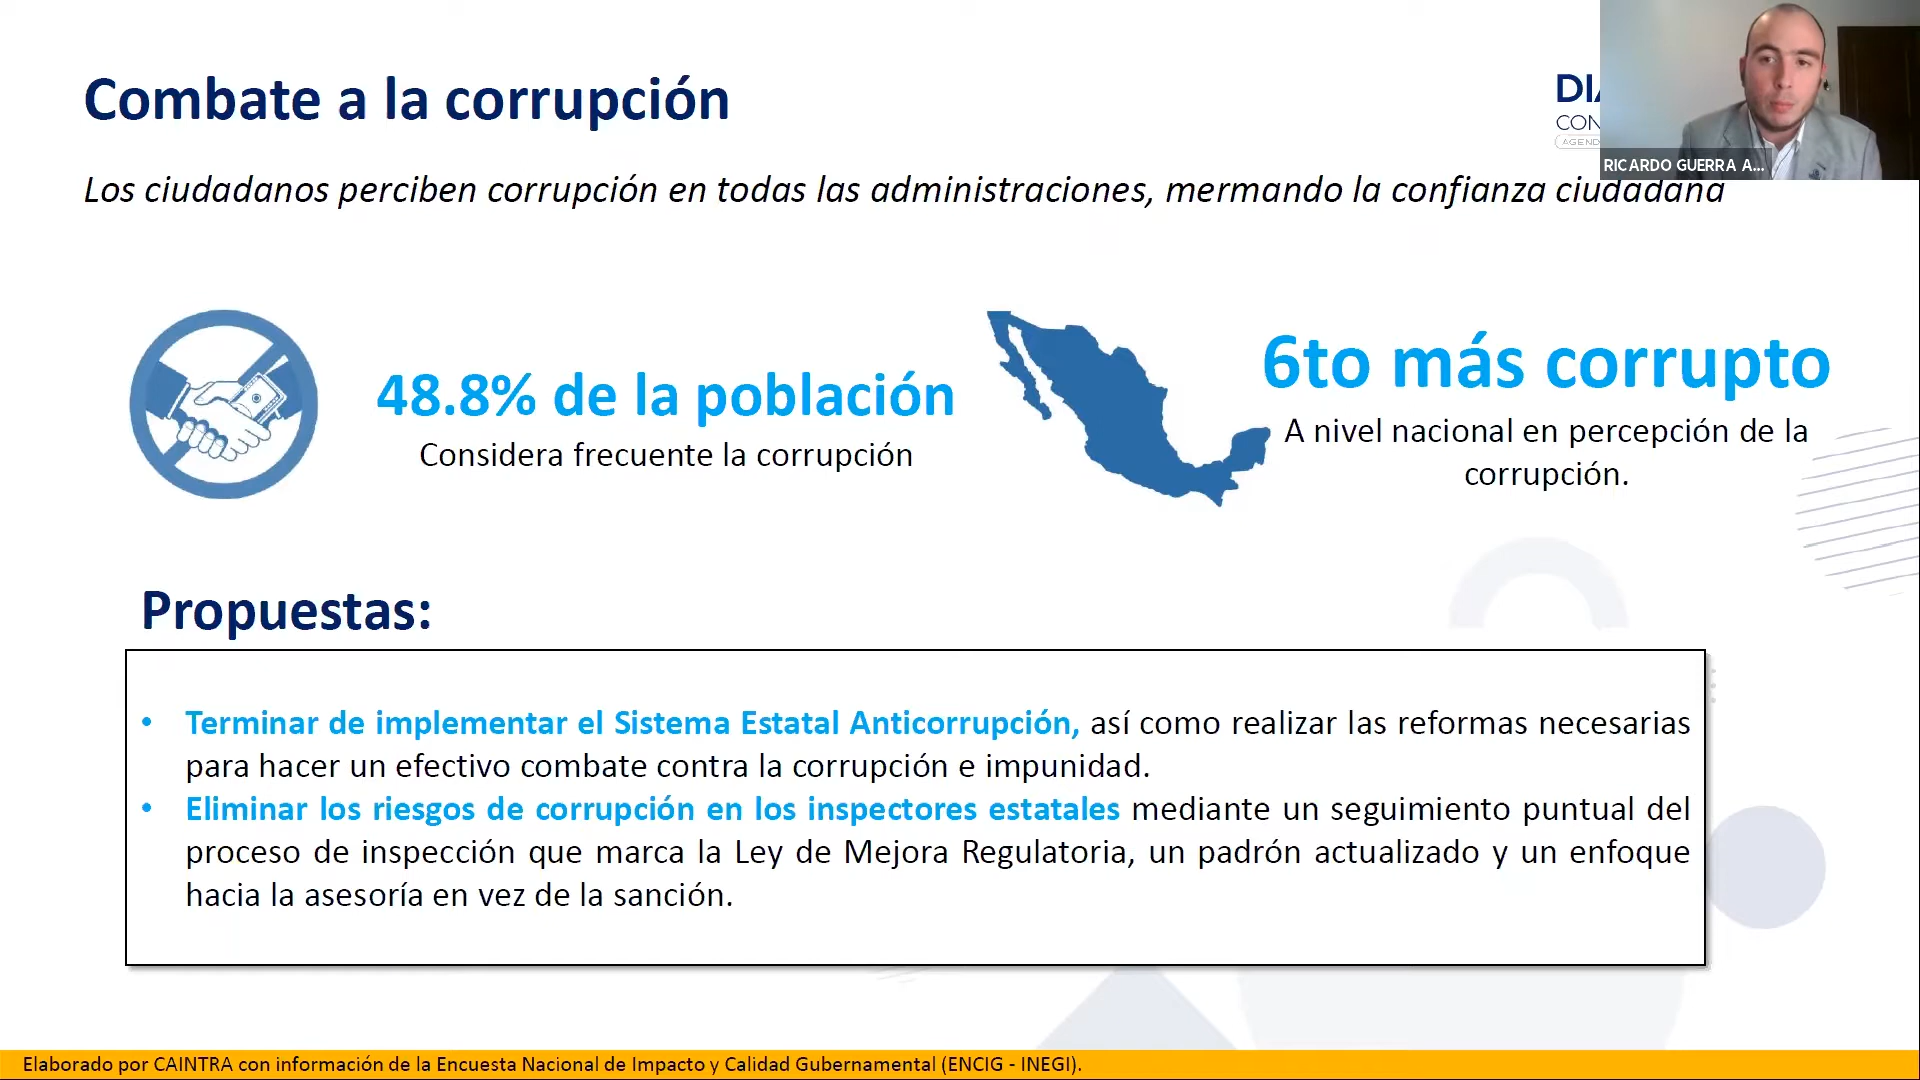 Combate a la corrupción
Los ciudadanos perciben corrupción en todas las administraciones, mermando la confianza ciudadana
RICARDO GUERRA A...
48.8% de la población
Considera frecuente la corrupción
6to más corrupto
A nivel nacional en percepción de la
corrupción.
Propuestas:
• Terminar de implementar el Sistema Estatal Anticorrupción, así como realizar las reformas necesarias
para hacer un efectivo combate contra la corrupción e impunidad.
• Eliminar los riesgos de corrupción en los inspectores estatales mediante un seguimiento puntual del
proceso de inspección que marca la Ley de Mejora Regulatoria, un padrón actualizado y un enfoque
hacia la asesoría en vez de la sanción.
Elaborado por CAINTRA con información de la Encuesta Nacional de Impacto y Calidad Gubernamental (ENCIG - INEGI).